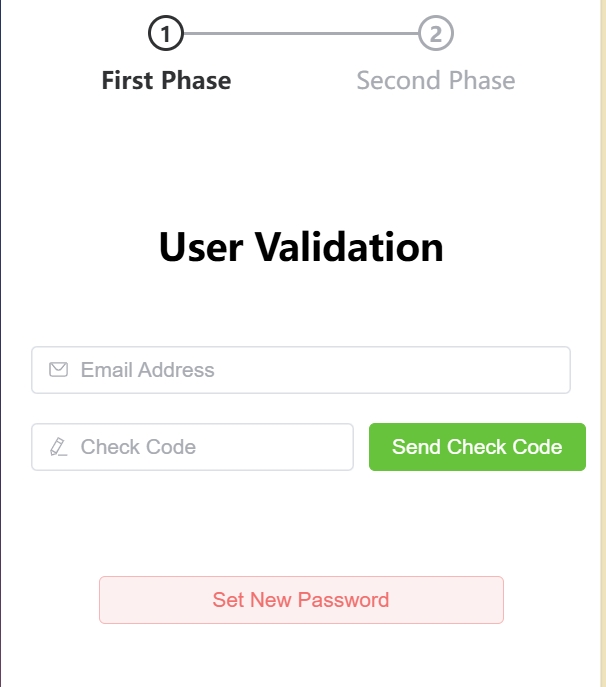 1 2
First Phase Second Phase
User Validation
Email Address
Check Code Send Check Code
Set New Password